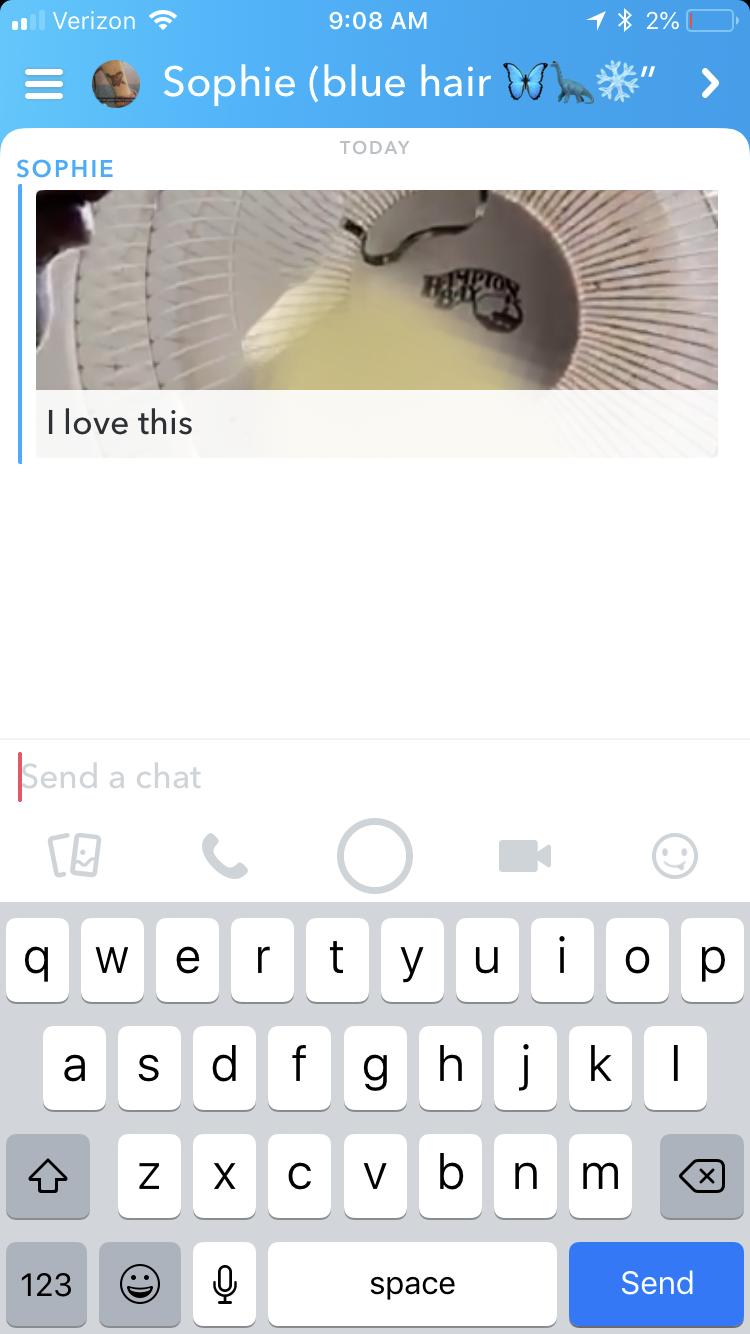 Verizon 9:08 AM 2%
Sophie (blue hair 🦋🦕❄️”
TODAY
SOPHIE
HAMPTON
BAY
I love this
Send a chat
q w e r t y u i o p
a s d f g h j k l
z x c v b n m
123 space Send